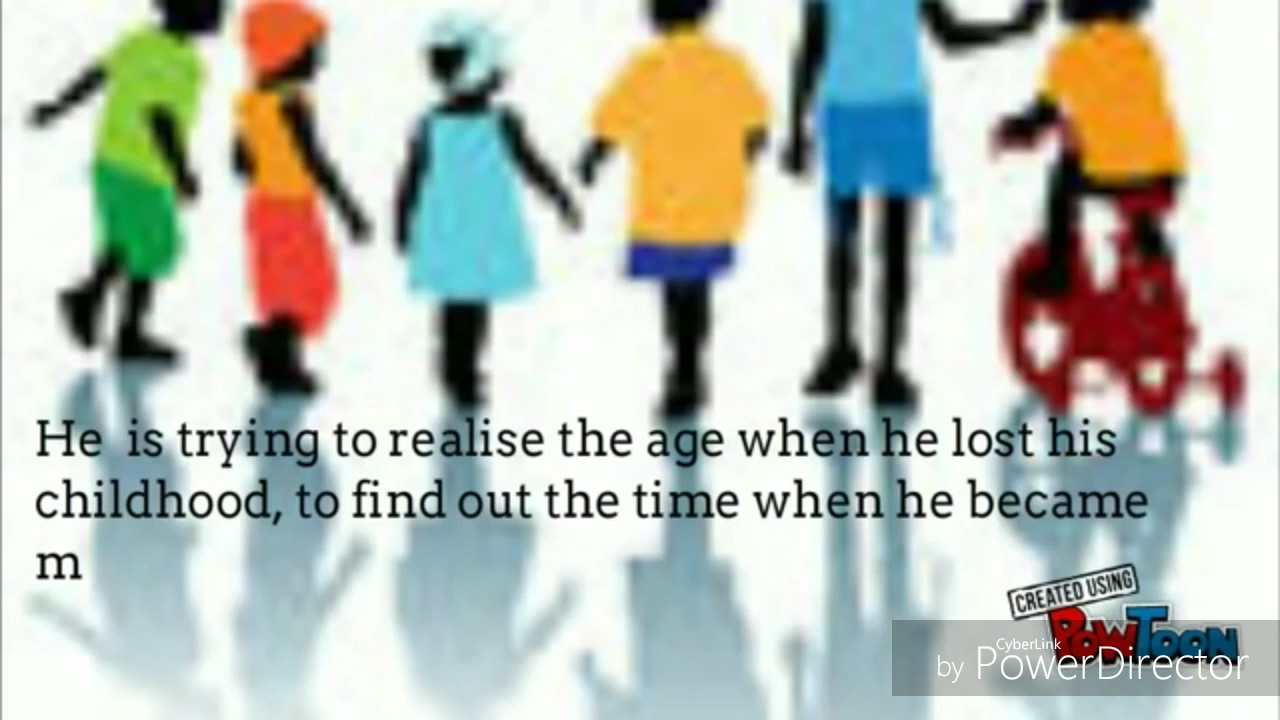 He  is trying to realise the age when he lost his
childhood, to find out the time when he became
m
CREATED USING
PowToon
CyberLink
by PowerDirector